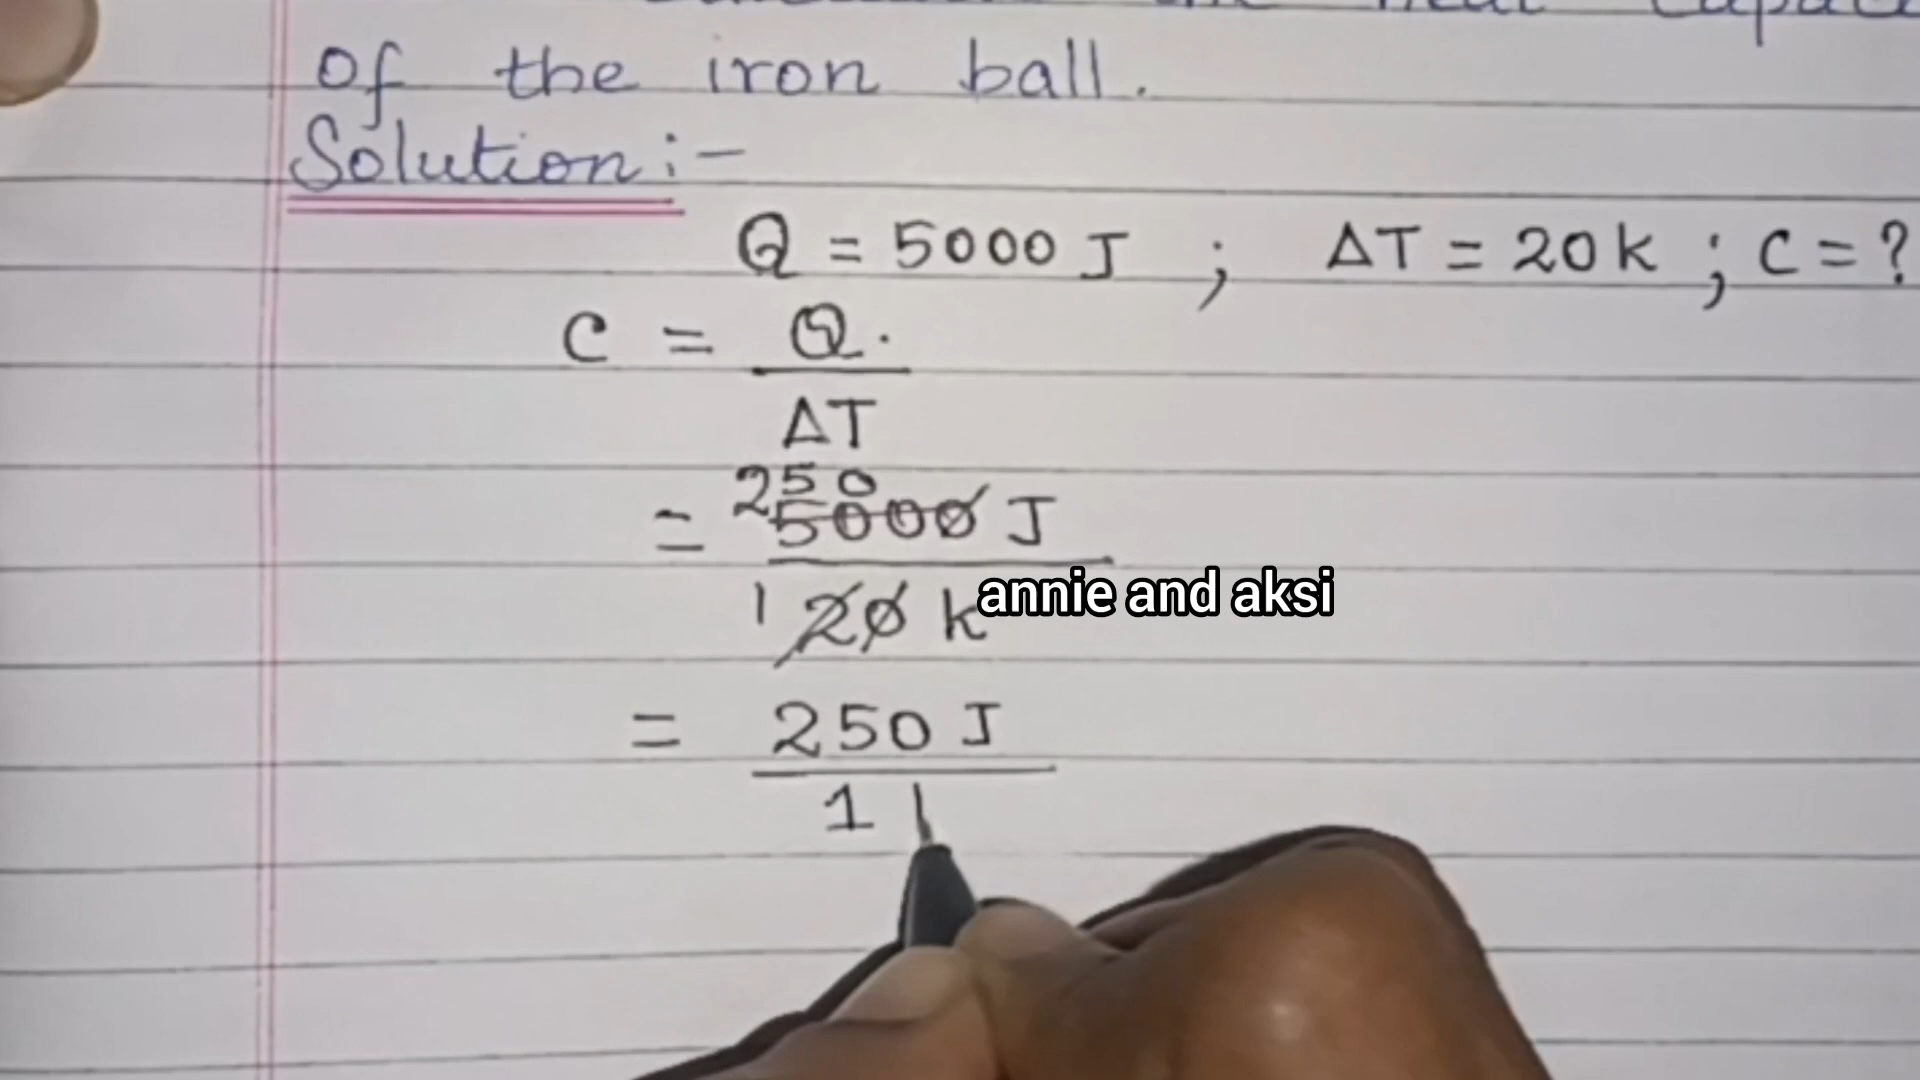 of the iron ball.
Solution :-
Q = 5000 J ; ΔT = 20 k ; C = ?
C = Q.
ΔT
250
= 5000 J
1 20 k
annie and aksi
= 250 J
1